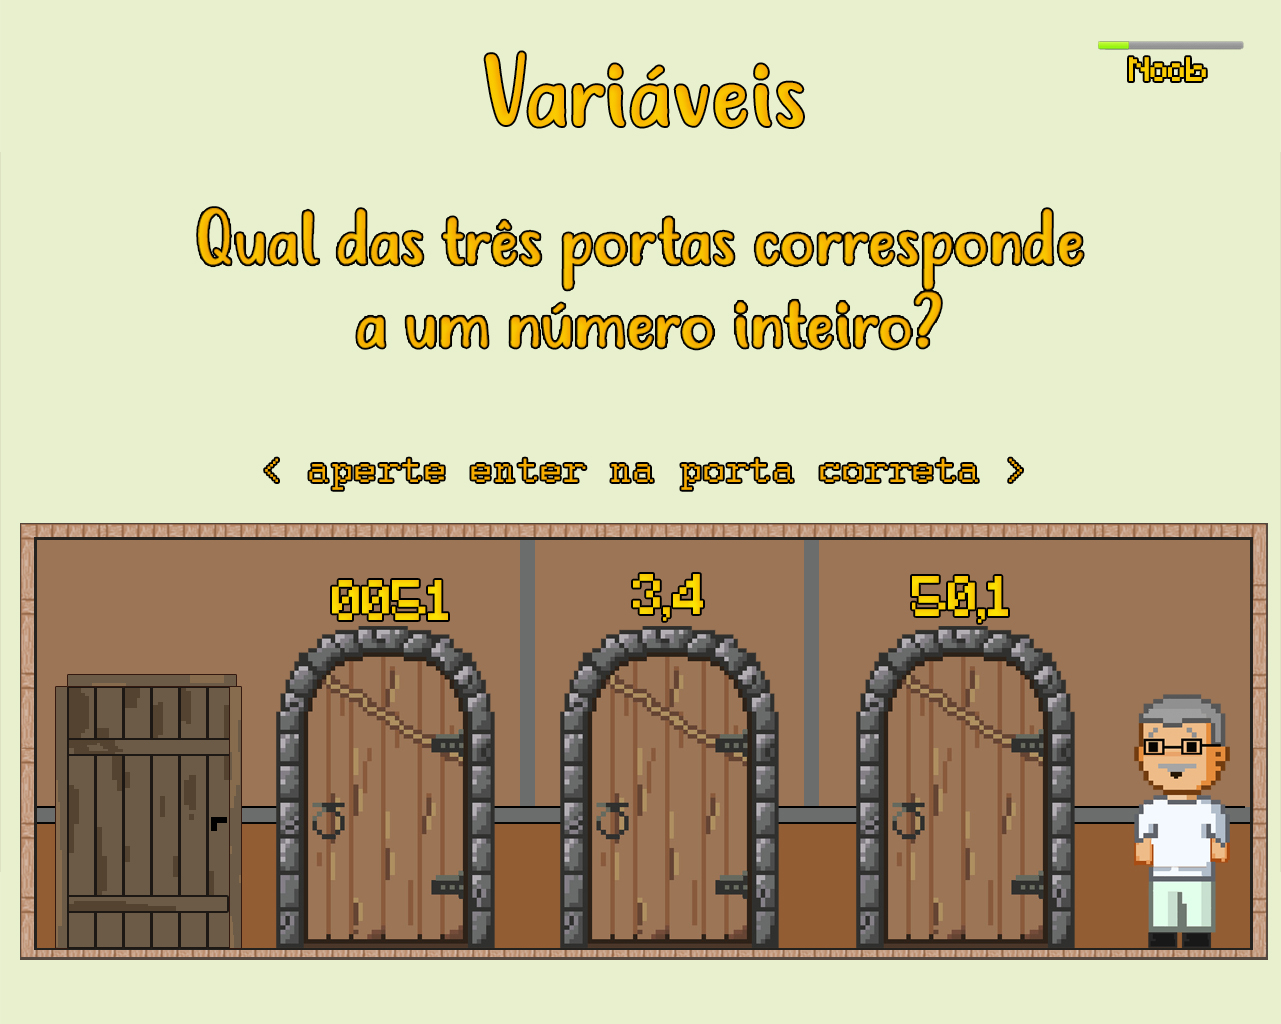 Noob
Variáveis
Qual das três portas corresponde
a um número inteiro?
< aperte enter na porta correta >
0051
3,4
50,1